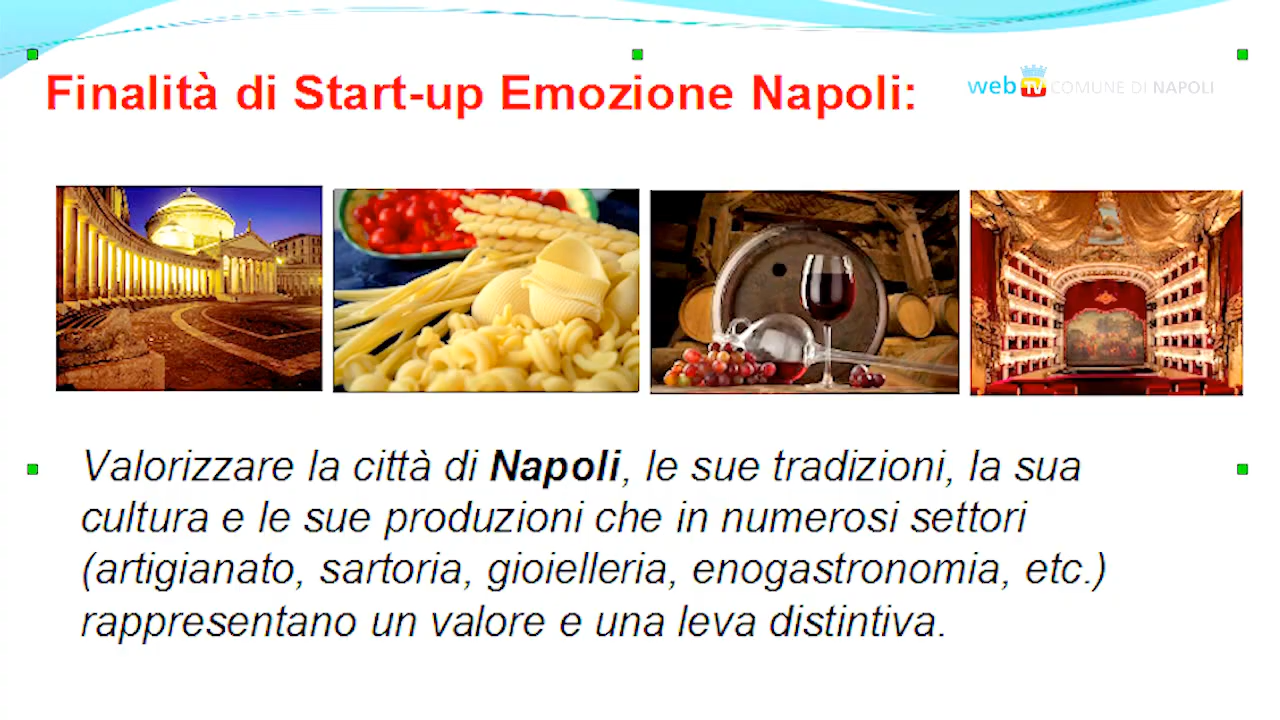 Finalità di Start-up Emozione Napoli:
web TV COMUNE DI NAPOLI
Valorizzare la città di Napoli, le sue tradizioni, la sua
cultura e le sue produzioni che in numerosi settori
(artigianato, sartoria, gioielleria, enogastronomia, etc.)
rappresentano un valore e una leva distintiva.